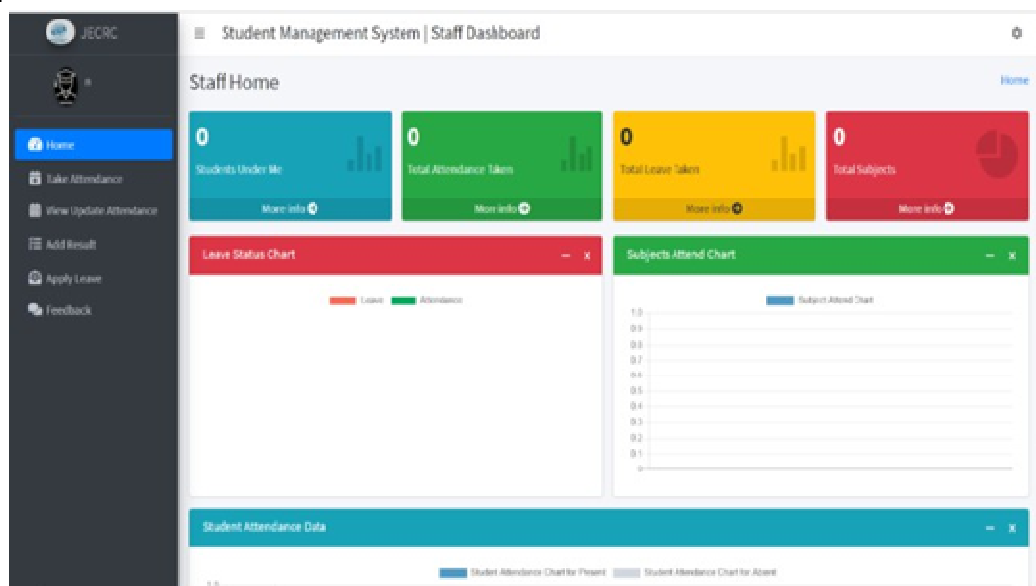 JECRC
Student Management System | Staff Dashboard
Staff Home
Home
Home
Take Attendance
View Update Attendance
Add Result
Apply Leave
Feedback
0
Students Under Me
More info
0
Total Attendance Taken
More info
0
Total Leave Taken
More info
0
Total Subjects
More info
Leave Status Chart
Leave
Attendance
Subjects Attend Chart
Subject Attend Chart
1.0
0.9
0.8
0.7
0.6
0.5
0.4
0.3
0.2
0.1
0
Student Attendance Data
Student Attendance Chart for Present
Student Attendance Chart for Absent
1.0